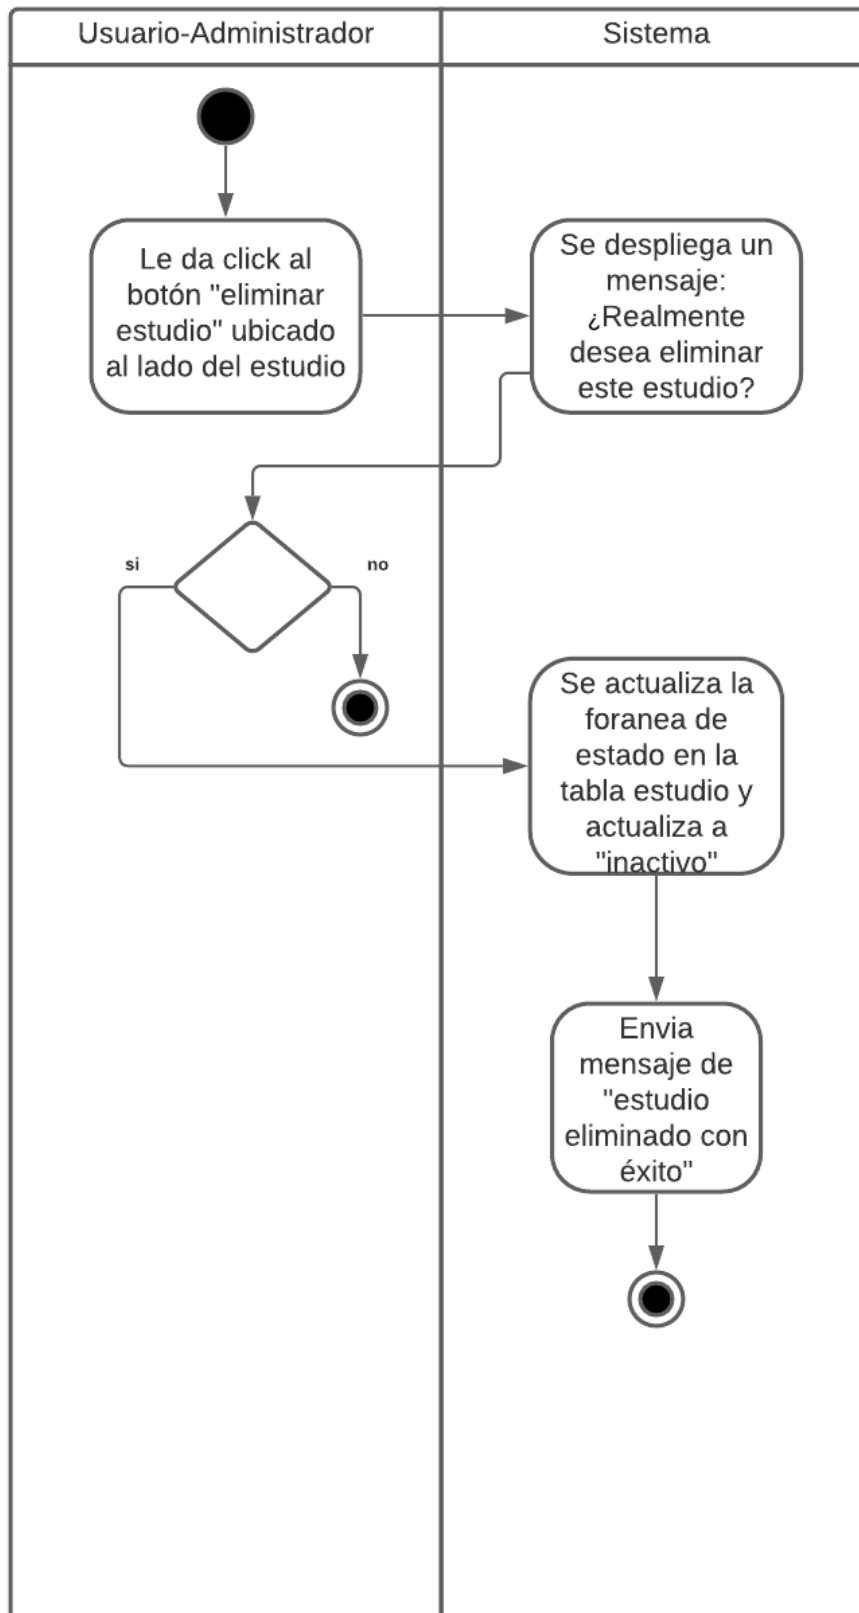 Usuario-Administrador
Sistema
Le da click al
botón "eliminar
estudio" ubicado
al lado del estudio
Se despliega un
mensaje:
¿Realmente
desea eliminar
este estudio?
si
no
Se actualiza la
foranea de
estado en la
tabla estudio y
actualiza a
"inactivo"
Envia
mensaje de
"estudio
eliminado con
éxito"